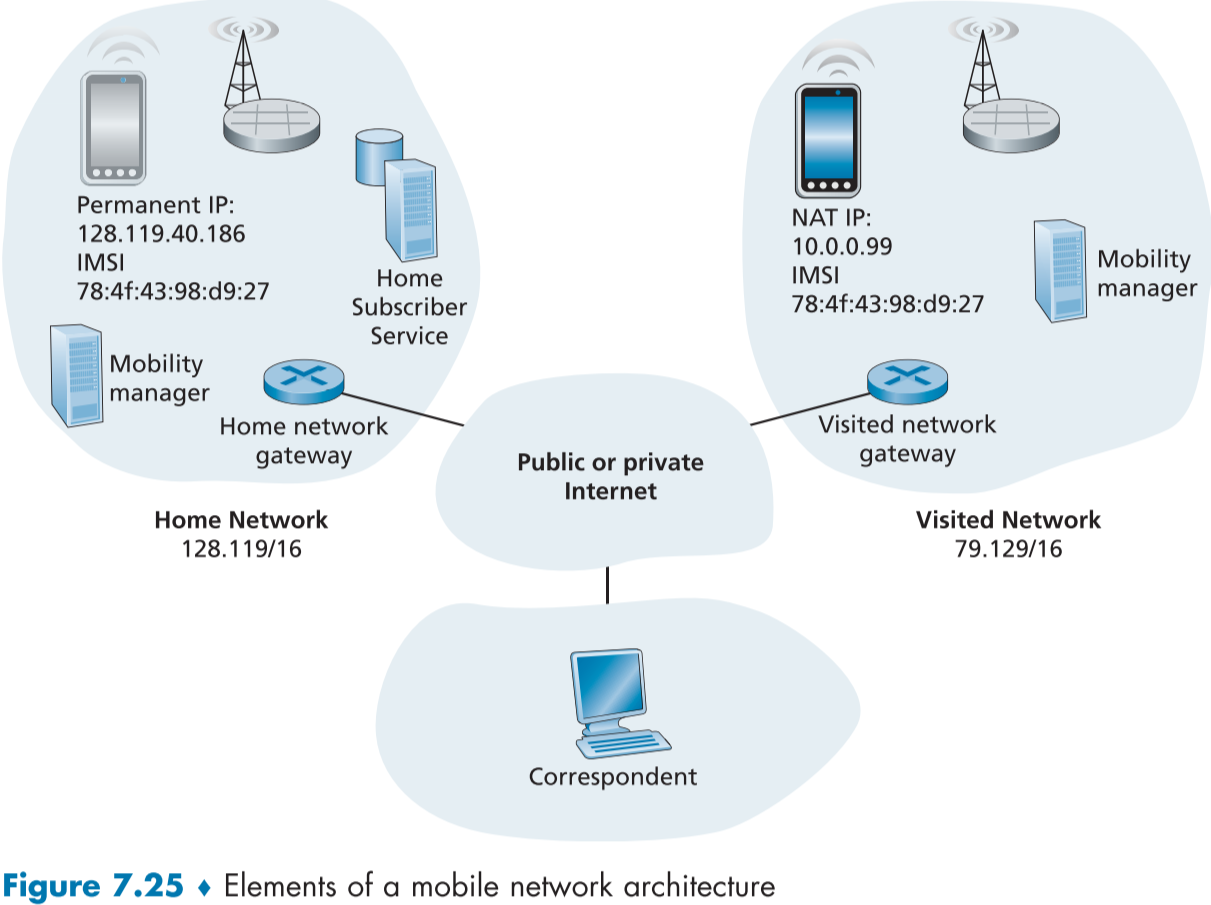 Permanent IP:
128.119.40.186
IMSI
78:4f:43:98:d9:27
Home
Subscriber
Service
Mobility
manager
Home network
gateway
Home Network
128.119/16
Public or private
Internet
NAT IP:
10.0.0.99
IMSI
78:4f:43:98:d9:27
Mobility
manager
Visited network
gateway
Visited Network
79.129/16
Correspondent
Figure 7.25 ♦ Elements of a mobile network architecture